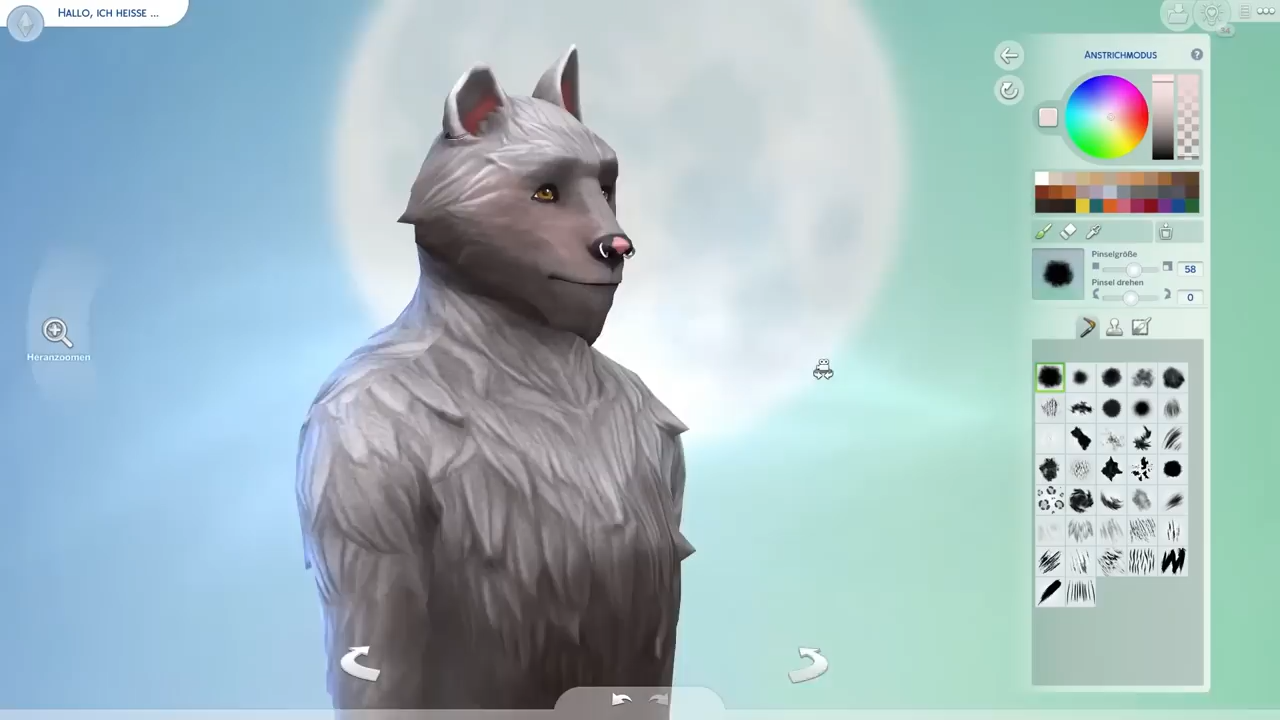 HALLO, ICH HEISSE ...
ANSTRICHMODUS
Pinselgröße
58
Pinsel drehen
0
Heranzoomen